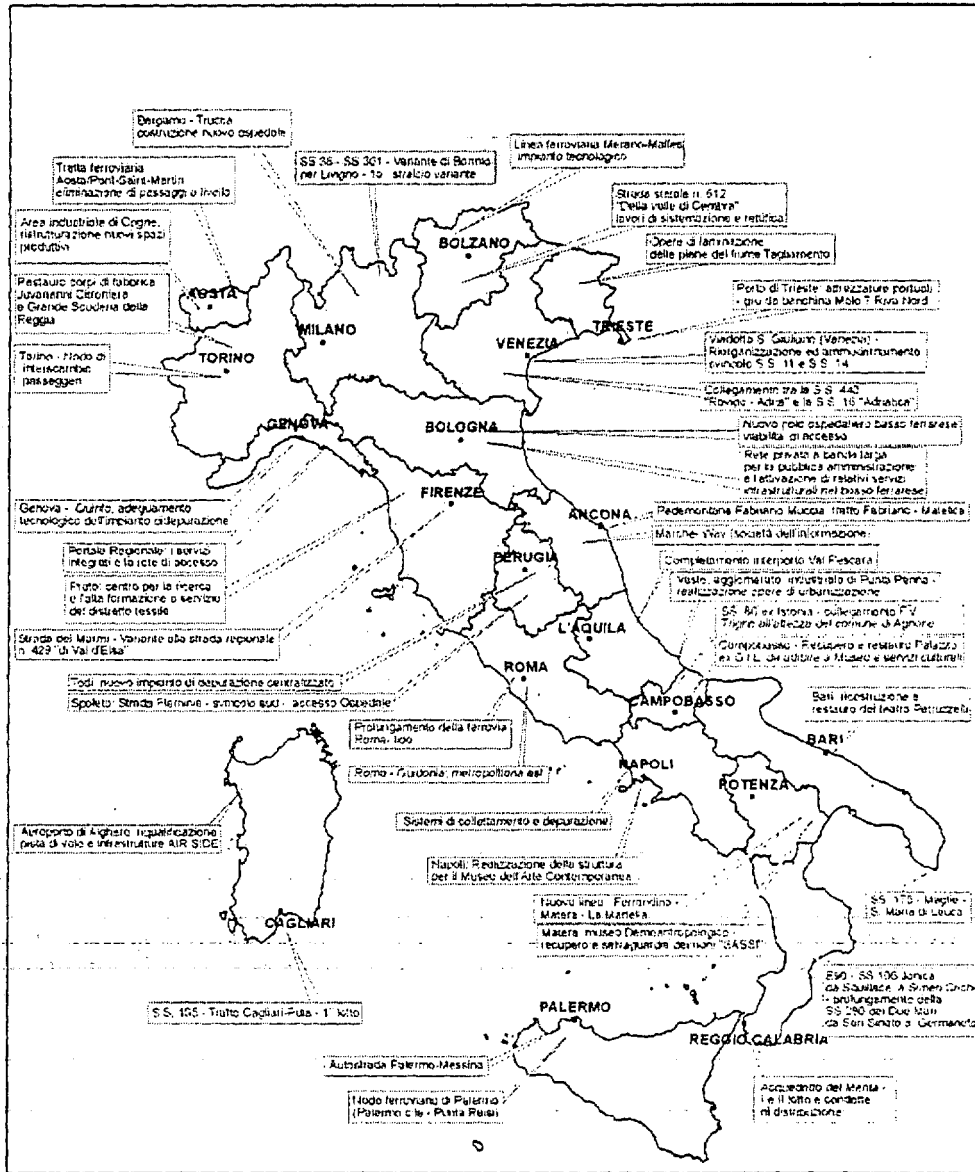 Bergamo - Trucca
costruzione nuovo ospedale
Linea ferroviaria Merano-Malles
impianto tecnologico
SS 38 - SS 301 - Variante di Bormio
per Livigno - stralcio variante
Tratta ferroviaria
Aosta/Pont-Saint-Martin
eliminazione di passaggi a livello
Strada statale n. 612
"Della valle di Cembra"
lavori di sistemazione e rettifica
Area industriale di Cogne,
ristrutturazione nuovi spazi
produttivi
BOLZANO
Opere di laminazione
delle piene del fiume Tagliamento
Restauro corpi di fabbrica
Juvarriani Citroniera
e Grande Scuderia della
Reggia
AOSTA
Porto di Trieste: attrezzature portuali
- gru da banchina Molo 7 Riva Nord
MILANO
TRIESTE
VENEZIA
Torino - Nodo di
interscambio
passeggeri
TORINO
Viadotto S. Giuliano (Venezia) -
Riorganizzazione ed ammodernamento
svincolo S.S. 11 e S.S. 14
Collegamento tra la S.S. 443
"Rovigo - Adria" e la S.S. 16 "Adriatica"
GENOVA
BOLOGNA
Nuovo polo ospedaliero basso ferrarese
viabilità di accesso
Rete privata a banda larga
per la pubblica amministrazione
e l'attivazione di relativi servizi
infrastrutturali nel basso ferrarese
FIRENZE
Genova - Quinto, adeguamento
tecnologico dell'impianto di depurazione
ANCONA
Pedemontana Fabriano Muccia: tratto Fabriano - Matelica
Marche Way (società dell'informazione)
Portale Regionale: i servizi
integrati e la rete di accesso
PERUGIA
Completamento interporto Val Pescara
Prato: centro per la ricerca
e l'alta formazione a servizio
del distretto tessile
Vasto, agglomerato industriale di Punta Penna -
realizzazione opere di urbanizzazione
SS. 86 ex Istonia - collegamento F.V.
Trigno all'altezza del comune di Agnone
Strada dei Marmi - Variante alla strada regionale
n. 429 "di Val d'Elsa"
L'AQUILA
Campobasso - Recupero e restauro Palazzo
ex G.I.L. da adibire a Museo e servizi culturali
Todi: nuovo impianto di depurazione centralizzato
ROMA
Spoleto: Strada Flaminia - svincolo sud - accesso Ospedale
CAMPOBASSO
Bari: ricostruzione e
restauro del teatro Petruzzelli
Prolungamento della ferrovia
BARI
Roma - Guidonia; metropolitana
NAPOLI
POTENZA
Sistemi di collettamento e depurazione
Aeroporto di Alghero: riqualificazione
pista di volo e infrastrutture AIR SIDE
Napoli: Realizzazione della struttura
per il Museo dell'Arte Contemporanea
Nuova linea: Ferrandina -
Matera - La Martella
SS. - Maglie -
S. Maria di Leuca
CAGLIARI
Matera: museo Demoantropologico -
recupero e salvaguardia dei rioni "SASSI"
E90 - SS 106 Jonica
da Squillace a Simeri Crichi
- prolungamento della
SS 280 dei Due Mari
da San Sinato a Germaneto
S.S. 195 - Tratto Cagliari-Pula - 1° lotto
PALERMO
REGGIO CALABRIA
Autostrada Palermo-Messina
Nodo ferroviario di Palermo
(Palermo c.le - Punta Raisi)
Acquedotto del Menta -
I e II lotto e condotte
di distribuzione